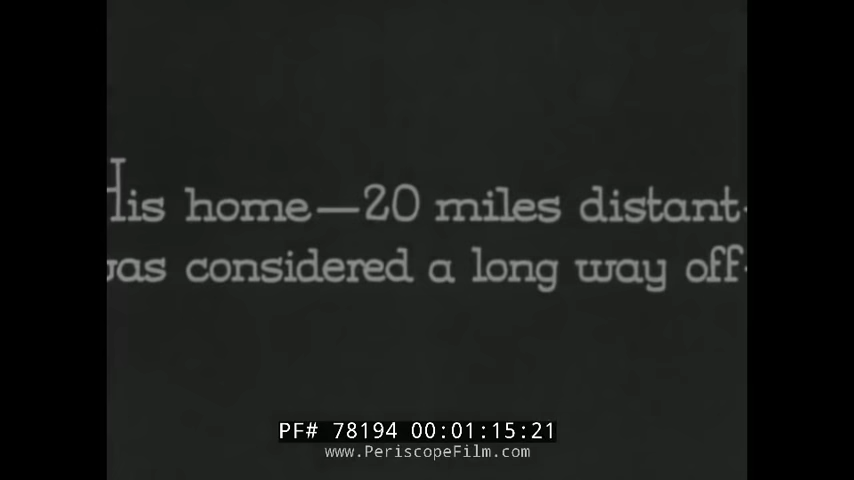 His home—20 miles distant-
was considered a long way off-
PF# 78194 00:01:15:21
www.PeriscopeFilm.com